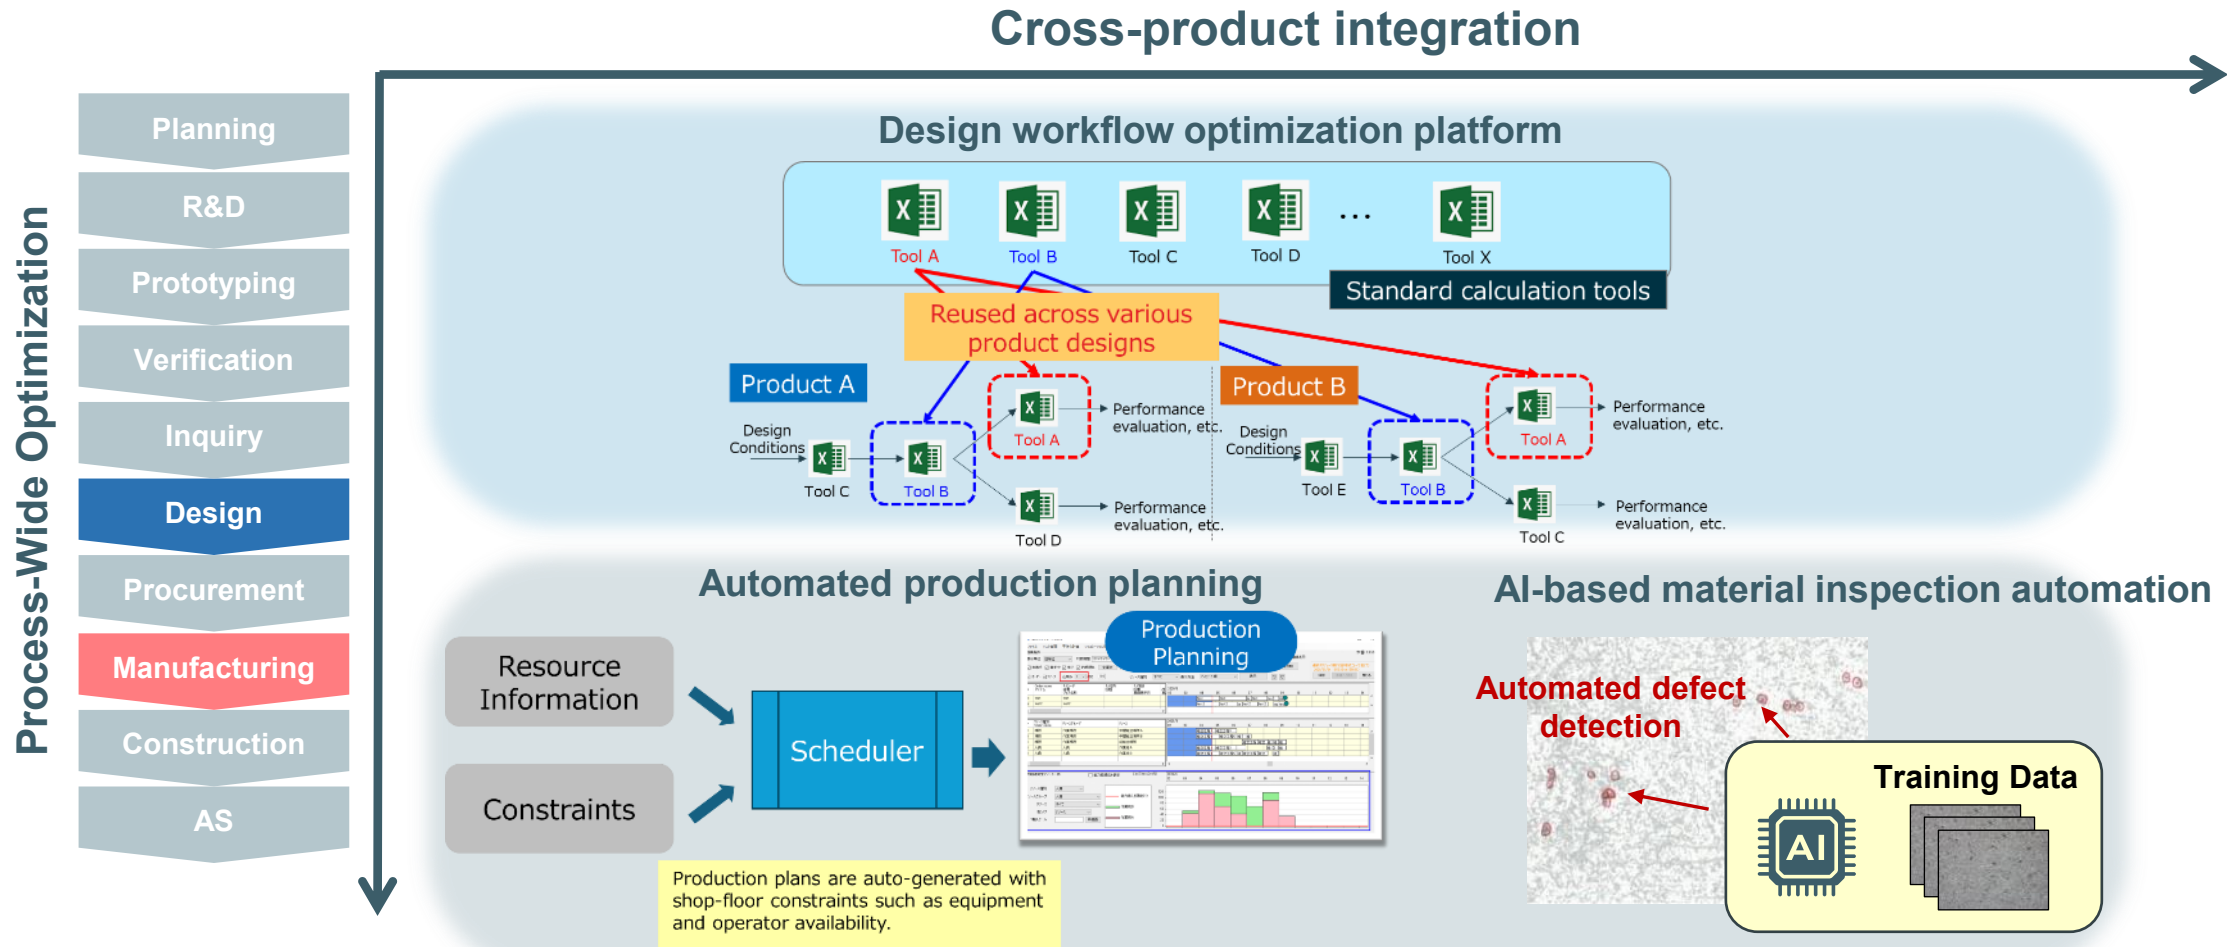 Cross-product integration
Process-Wide Optimization
Planning
R&D
Prototyping
Verification
Inquiry
Design
Procurement
Manufacturing
Construction
AS
Design workflow optimization platform
Tool A
Tool B
Tool C
Tool D
...
Tool X
Standard calculation tools
Reused across various
product designs
Product A
Design
Conditions
Tool C
Tool B
Tool A
Performance
evaluation, etc.
Tool D
Performance
evaluation, etc.
Product B
Design
Conditions
Tool E
Tool B
Tool A
Performance
evaluation, etc.
Tool C
Performance
evaluation, etc.
Automated production planning
Resource
Information
Constraints
Scheduler
Production
Planning
Production plans are auto-generated with
shop-floor constraints such as equipment
and operator availability.
AI-based material inspection automation
Automated defect
detection
Training Data
AI